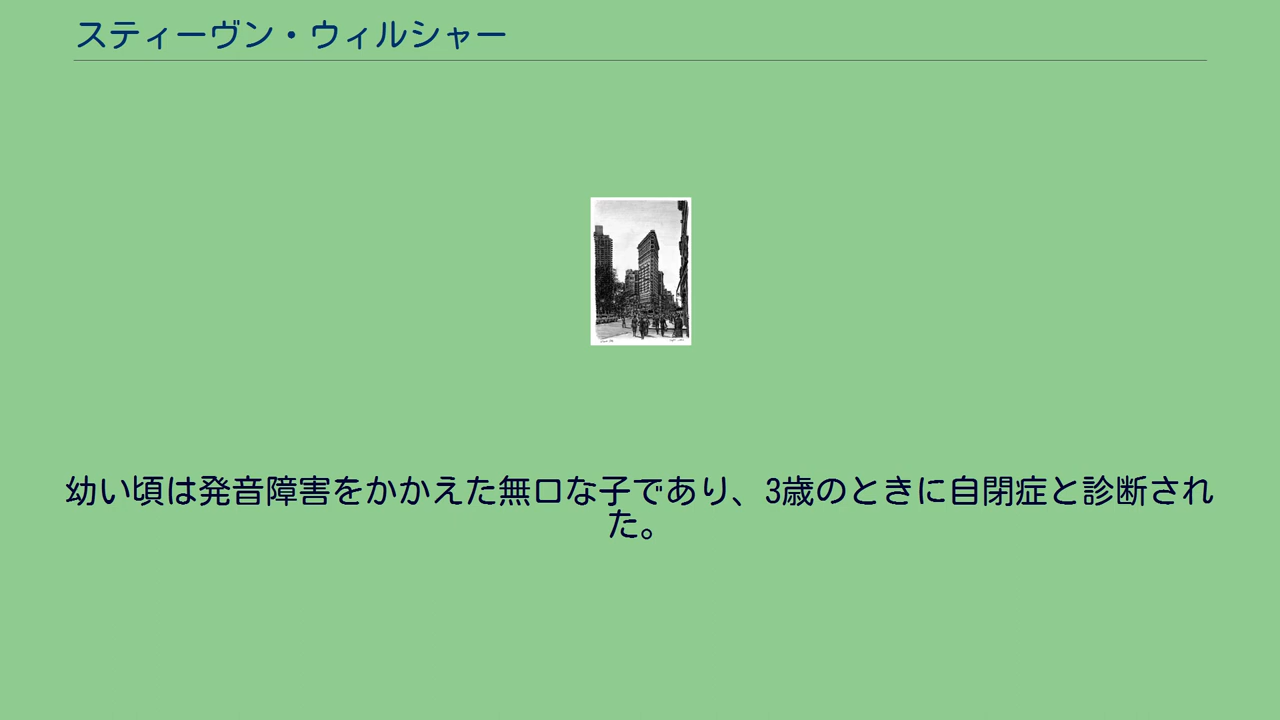 スティーヴン・ウィルシャー
幼い頃は発音障害をかかえた無口な子であり、3歳のときに自閉症と診断され
た。